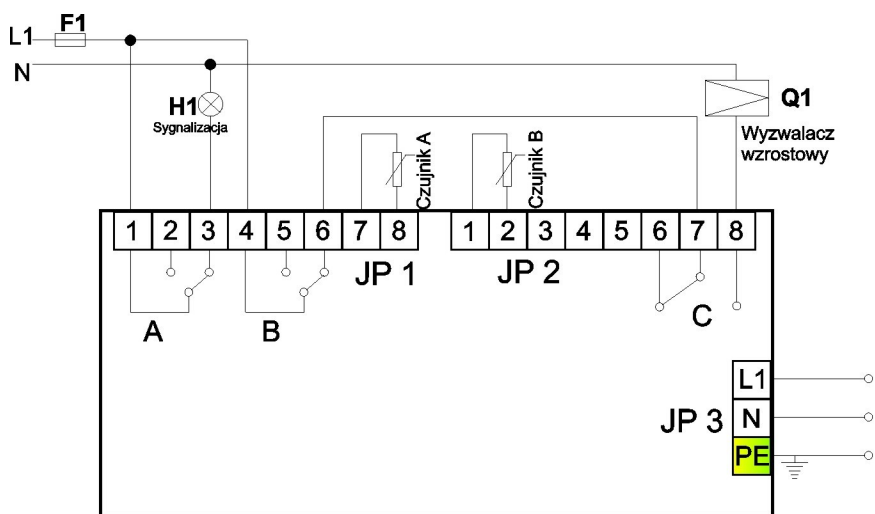 L1 F1
N
H1
Sygnalizacja
Czujnik A
Czujnik B
Q1
Wyzwalacz
wzrostowy
1 2 3 4 5 6 7 8
1 2 3 4 5 6 7 8
JP 1
JP 2
A
B
C
JP 3
L1
N
PE